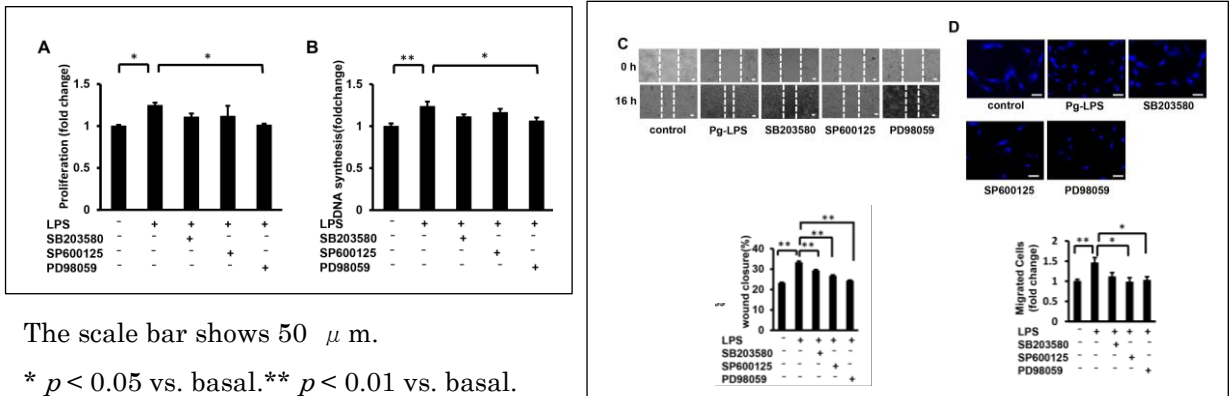 A
Proliferation (fold change)
1.5
1
0.5
0
* *
LPS - + + + +
SB203580 - - + - -
SP600125 - - - + -
PD98059 - - - - +
B
DNA synthesis(foldchange)
1.5
1
0.5
0
** *
LPS - + + + +
SB203580 - - + - -
SP600125 - - - + -
PD98059 - - - - +
The scale bar shows 50 μm.
* p < 0.05 vs. basal.** p < 0.01 vs. basal.
C
0 h
16 h
control Pg-LPS SB203580 SP600125 PD98059
wound closure(%)
40
30
20
10
0
**
**
** **
LPS - + + + +
SB203580 - - + - -
SP600125 - - - + -
PD98059 - - - - +
D
control Pg-LPS SB203580
SP600125 PD98059
Migrated Cells
(fold change)
2
1.5
1
0.5
0
*
** *
LPS - + + + +
SB203580 - - + - -
SP600125 - - - + -
PD98059 - - - - +